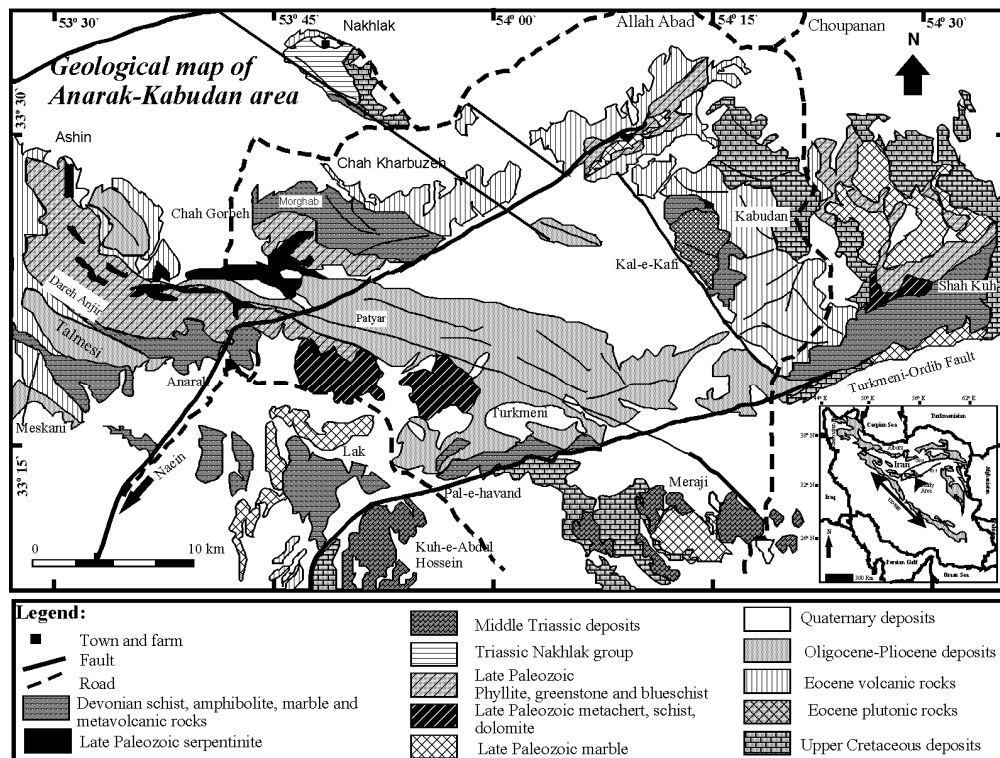 53° 30´
53° 45´
54° 00´
54° 15´
54° 30´
Nakhlak
Allah Abad
Choupanan
N
Geological map of
Anarak-Kabudan area
33° 30´
Ashin
Chah Kharbuzeh
Chah Gorbeh
Morghab
Kabudan
Kal-e-Kafi
Dareh Anjir
Shah Kuh
Patyar
Talmesi
Anarak
Turkmeni-Ordib Fault
Meskani
Turkmeni
33° 15´
Naein
Lak
Meraji
Pal-e-havand
Kuh-e-Abdul
Hossein
0
10 km
Caspian Sea
Turkmenistan
Iran
Iraq
Persian Gulf
N
300 Km
Legend:
Town and farm
Fault
Road
Devonian schist, amphibolite, marble and
metavolcanic rocks
Late Paleozoic serpentinite
Middle Triassic deposits
Triassic Nakhlak group
Late Paleozoic
Phyllite, greenstone and blueschist
Late Paleozoic metachert, schist,
dolomite
Late Paleozoic marble
Quaternary deposits
Oligocene-Pliocene deposits
Eocene volcanic rocks
Eocene plutonic rocks
Upper Cretaceous deposits